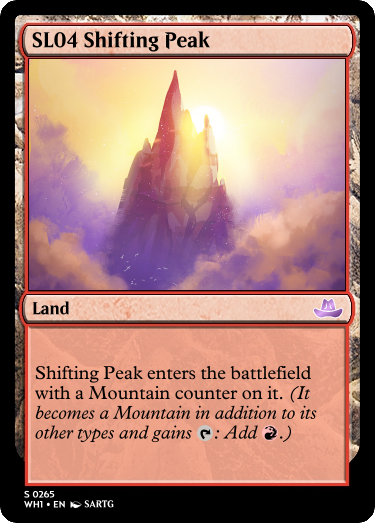 SL04 Shifting Peak
Land
Shifting Peak enters the battlefield
with a Mountain counter on it. (It
becomes a Mountain in addition to its
other types and gains : Add .)
S 0265
WH1 • EN SARTG